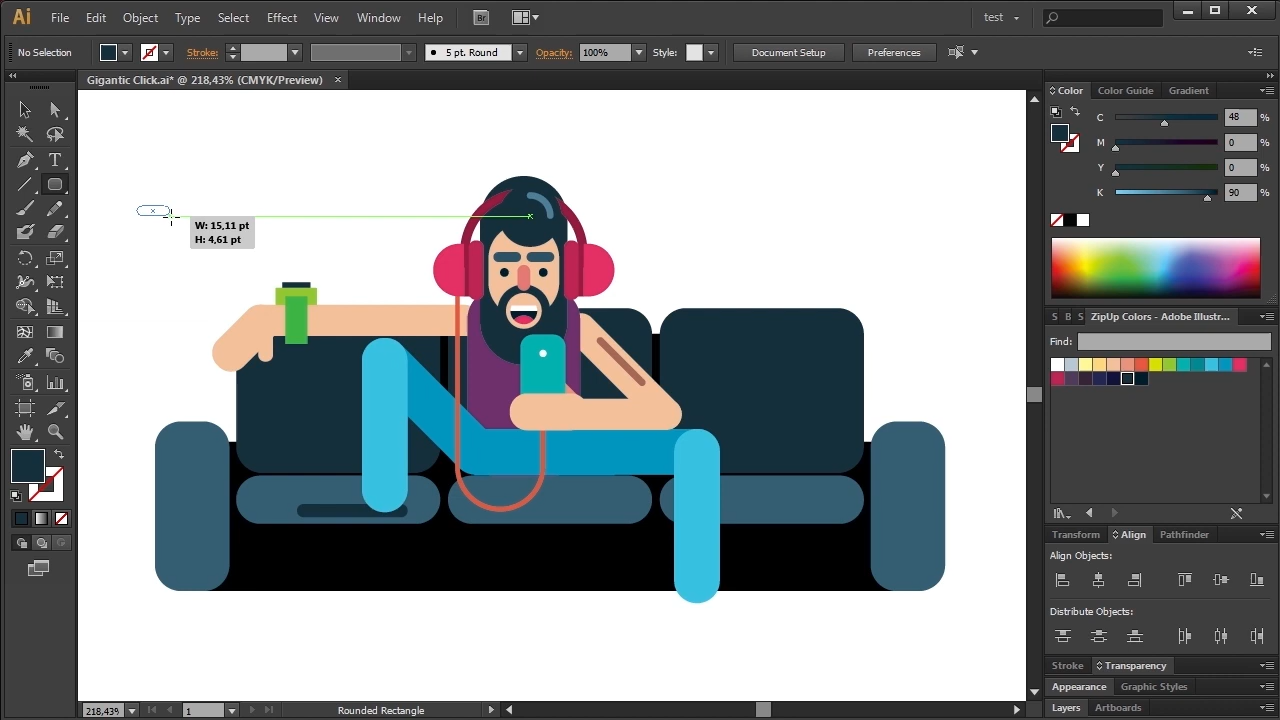 Ai File Edit Object Type Select Effect View Window Help Br test
No Selection Stroke: 5 pt. Round Opacity: 100% Style: Document Setup Preferences
Gigantic Click.ai* @ 218,43% (CMYK/Preview) ×
Color Color Guide Gradient
C 48 %
M 0 %
Y 0 %
K 90 %
W: 15,11 pt
H: 4,61 pt
S B S ZipUp Colors - Adobe Illustr...
Find:
Transform Align Pathfinder
Align Objects:
Distribute Objects:
Stroke Transparency
Appearance Graphic Styles
Layers Artboards
218,43% 1 Rounded Rectangle